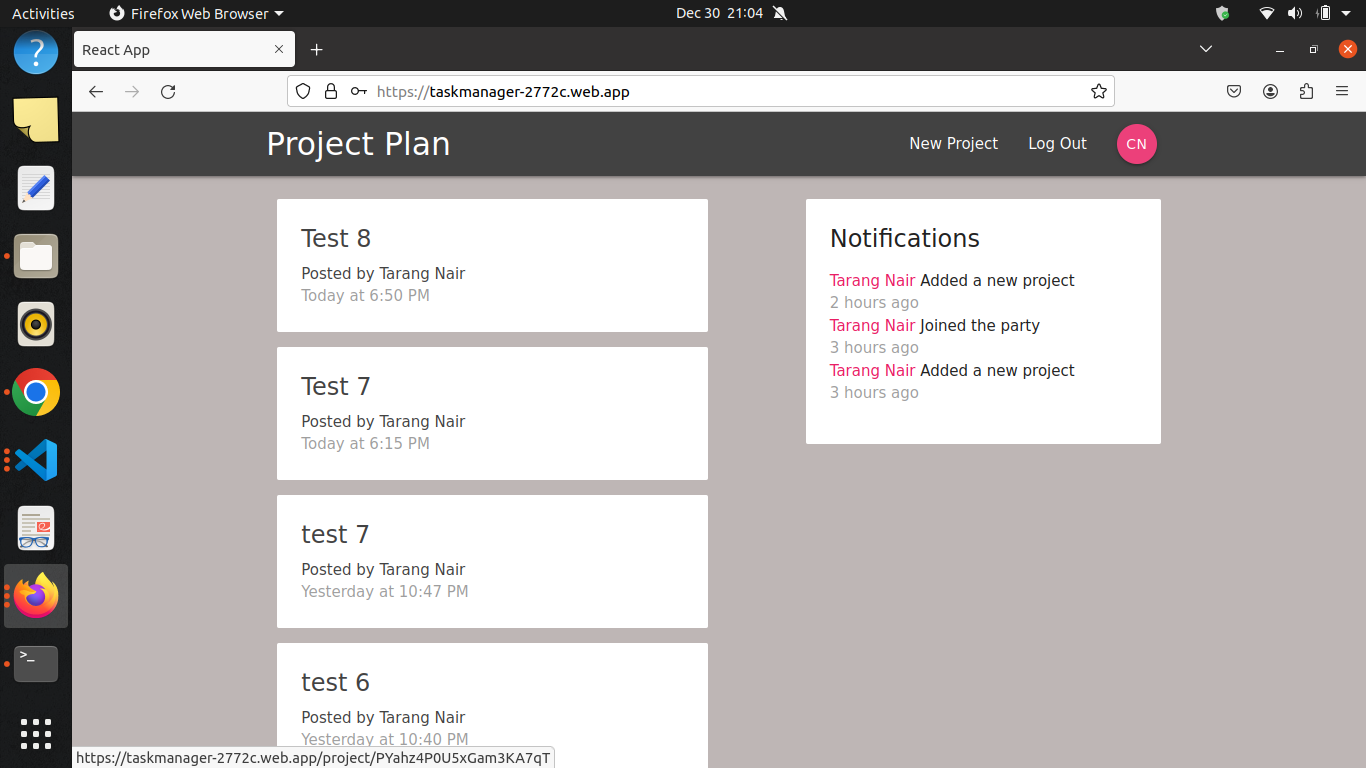 Activities
Firefox Web Browser
Dec 30 21:04
React App
https://taskmanager-2772c.web.app
Project Plan
New Project
Log Out
CN
Test 8
Posted by Tarang Nair
Today at 6:50 PM
Test 7
Posted by Tarang Nair
Today at 6:15 PM
test 7
Posted by Tarang Nair
Yesterday at 10:47 PM
test 6
Posted by Tarang Nair
Yesterday at 10:40 PM
Notifications
Tarang Nair Added a new project
2 hours ago
Tarang Nair Joined the party
3 hours ago
Tarang Nair Added a new project
3 hours ago
https://taskmanager-2772c.web.app/project/PYahz4P0U5xGam3KA7qT